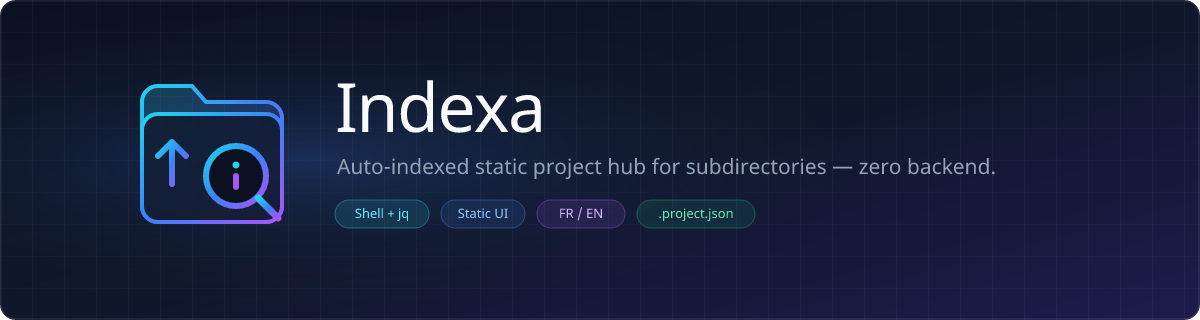 Indexa
Auto-indexed static project hub for subdirectories — zero backend.
Shell + jq Static UI FR / EN .project.json